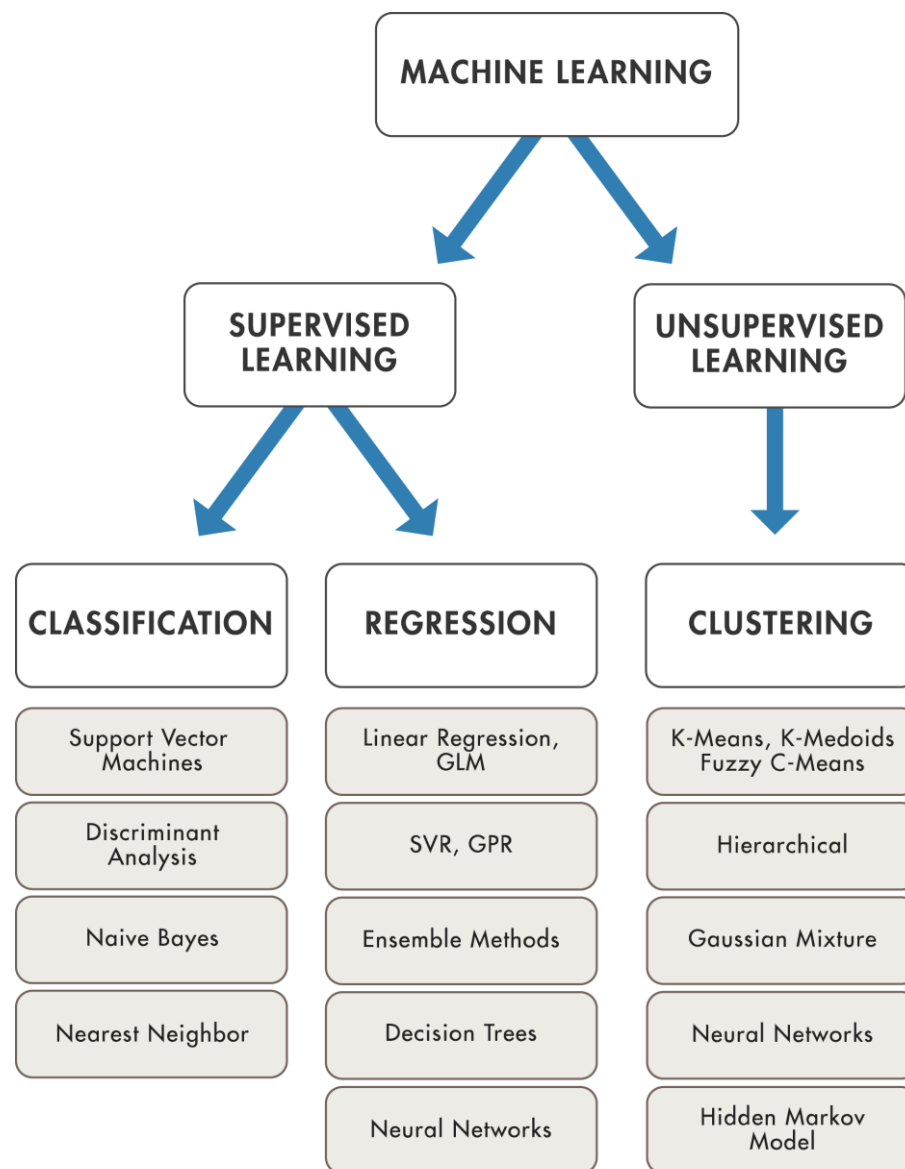 MACHINE LEARNING
SUPERVISED
LEARNING
UNSUPERVISED
LEARNING
CLASSIFICATION
REGRESSION
CLUSTERING
Support Vector
Machines
Discriminant
Analysis
Naive Bayes
Nearest Neighbor
Linear Regression,
GLM
SVR, GPR
Ensemble Methods
Decision Trees
Neural Networks
K-Means, K-Medoids
Fuzzy C-Means
Hierarchical
Gaussian Mixture
Neural Networks
Hidden Markov
Model